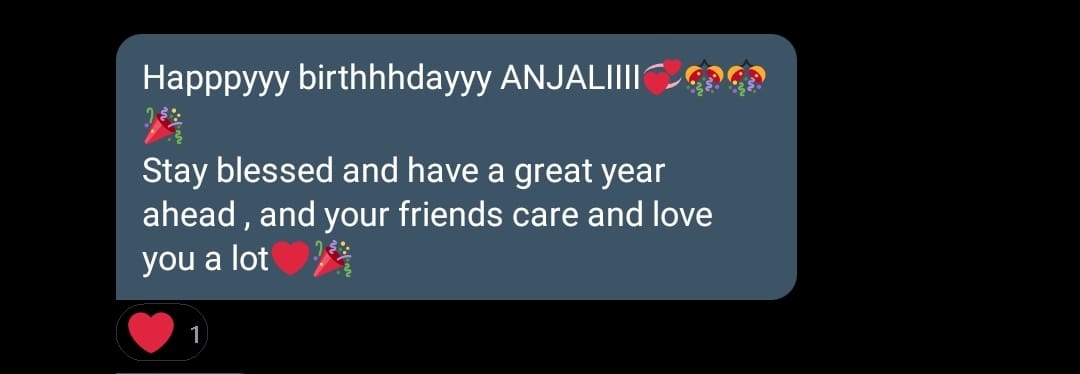 Happpyyy birthhhdayyy ANJALIIII💞🎊🎊
🎉
Stay blessed and have a great year
ahead , and your friends care and love
you a lot❤️🎉
❤️ 1